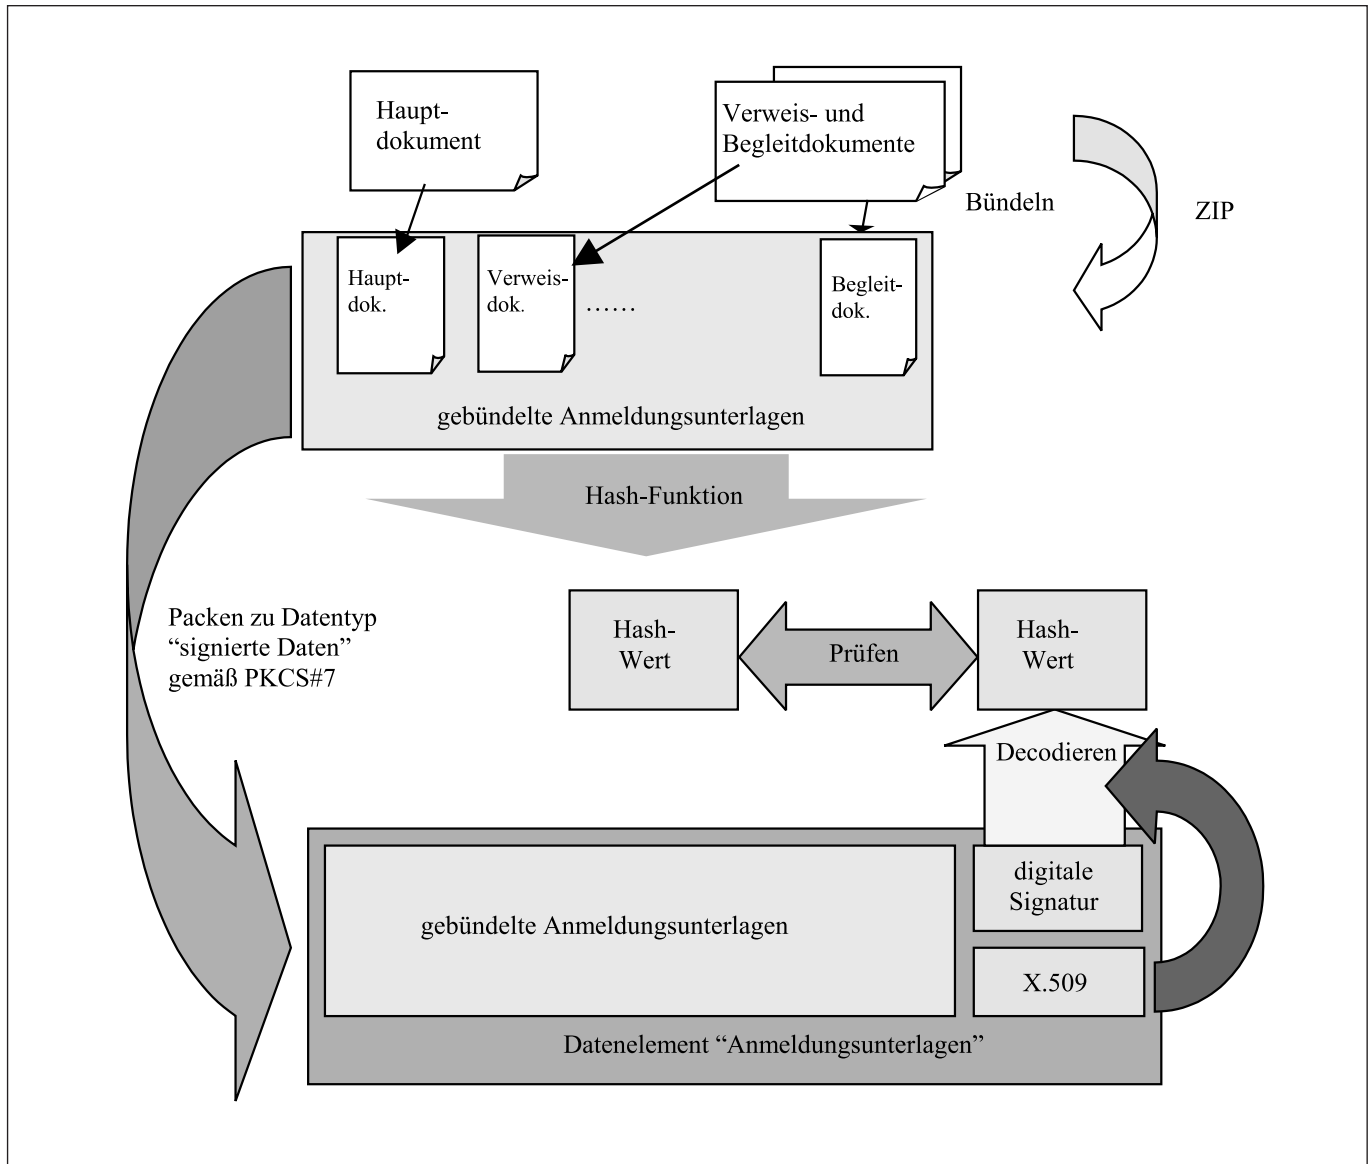 Haupt-
dokument
Verweis- und
Begleitdokumente
Bündeln
ZIP
Haupt-
dok.
Verweis-
dok.
......
Begleit-
dok.
gebündelte Anmeldungsunterlagen
Hash-Funktion
Packen zu Datentyp
“signierte Daten”
gemäß PKCS#7
Hash-
Wert
Prüfen
Hash-
Wert
Decodieren
digitale
Signatur
gebündelte Anmeldungsunterlagen
X.509
Datenelement “Anmeldungsunterlagen”